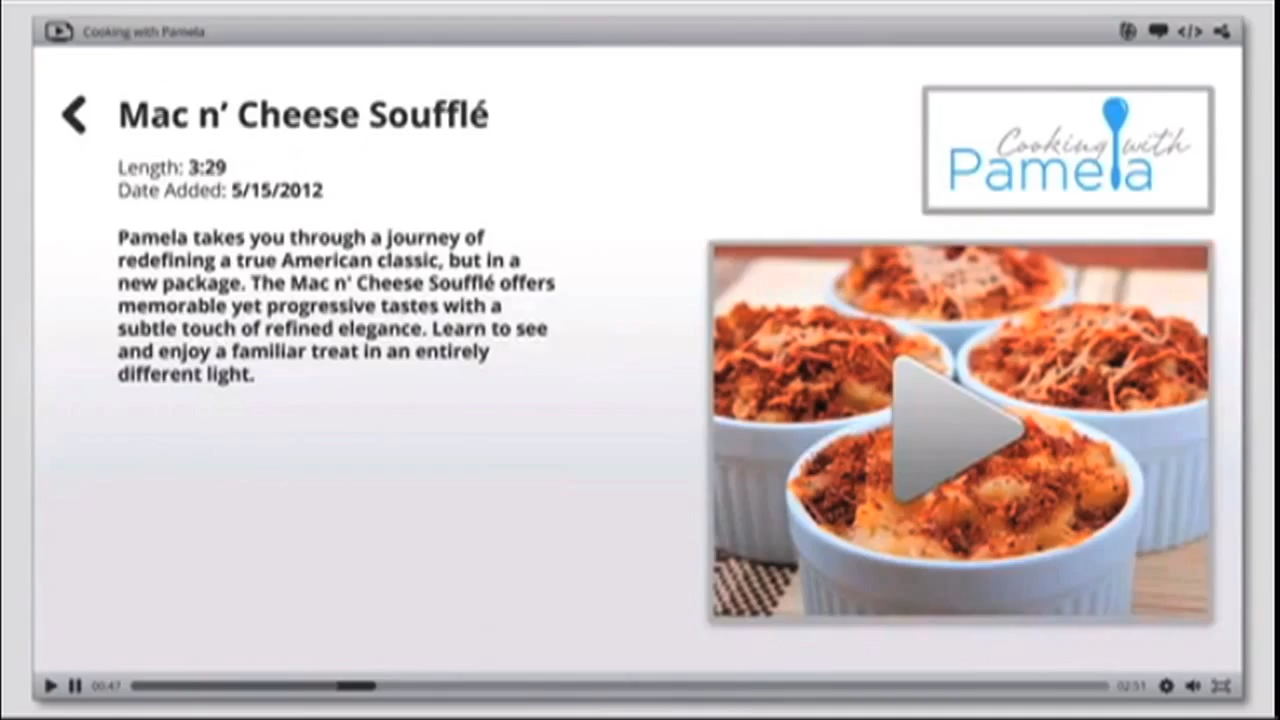 Cooking with Pamela
Mac n’ Cheese Soufflé
Length: 3:29
Date Added: 5/15/2012
Pamela takes you through a journey of
redefining a true American classic, but in a
new package. The Mac n' Cheese Soufflé offers
memorable yet progressive tastes with a
subtle touch of refined elegance. Learn to see
and enjoy a familiar treat in an entirely
different light.
Cooking with
Pamela
00:47
02:51